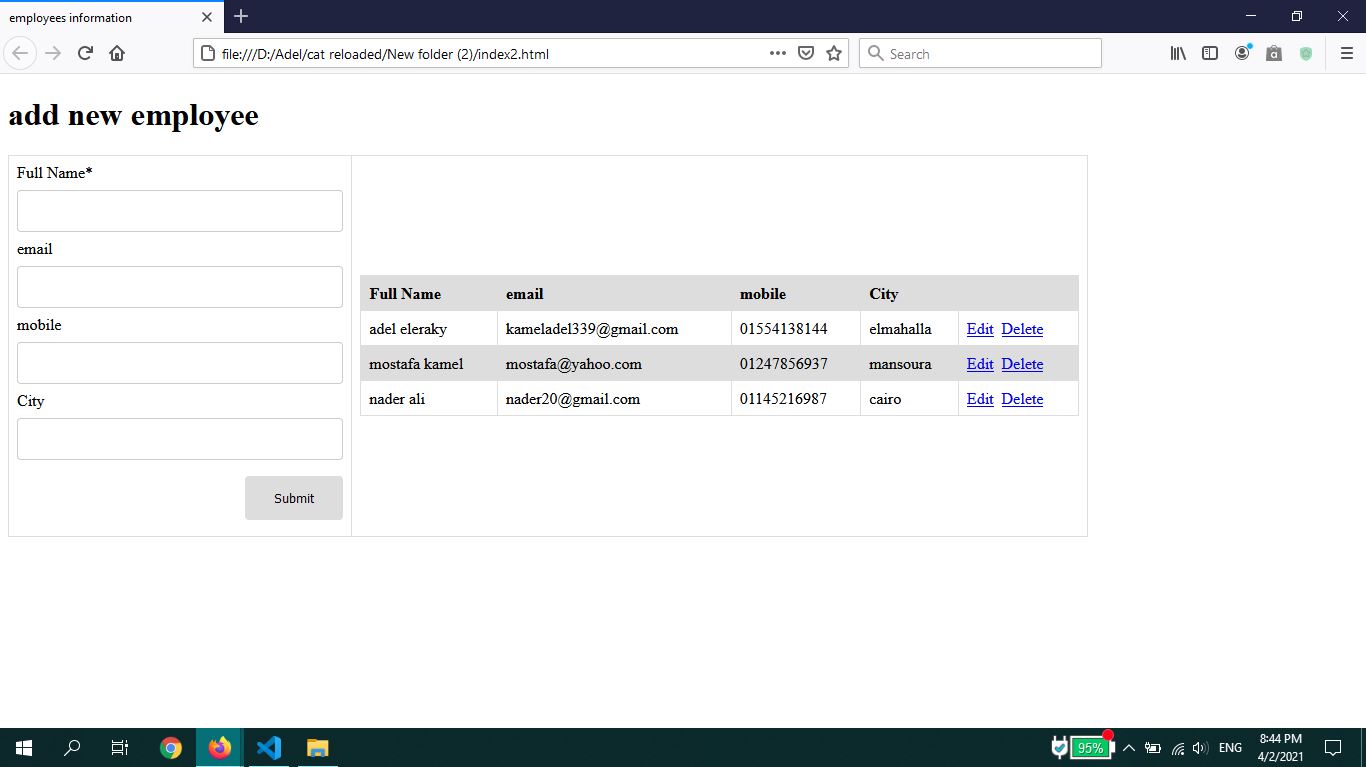 employees information
file:///D:/Adel/cat reloaded/New folder (2)/index2.html
Search
add new employee
Full Name*
email
mobile
City
Submit
Full Name email mobile City
adel eleraky kameladel339@gmail.com 01554138144 elmahalla Edit Delete
mostafa kamel mostafa@yahoo.com 01247856937 mansoura Edit Delete
nader ali nader20@gmail.com 01145216987 cairo Edit Delete
95% ENG 8:44 PM
4/2/2021